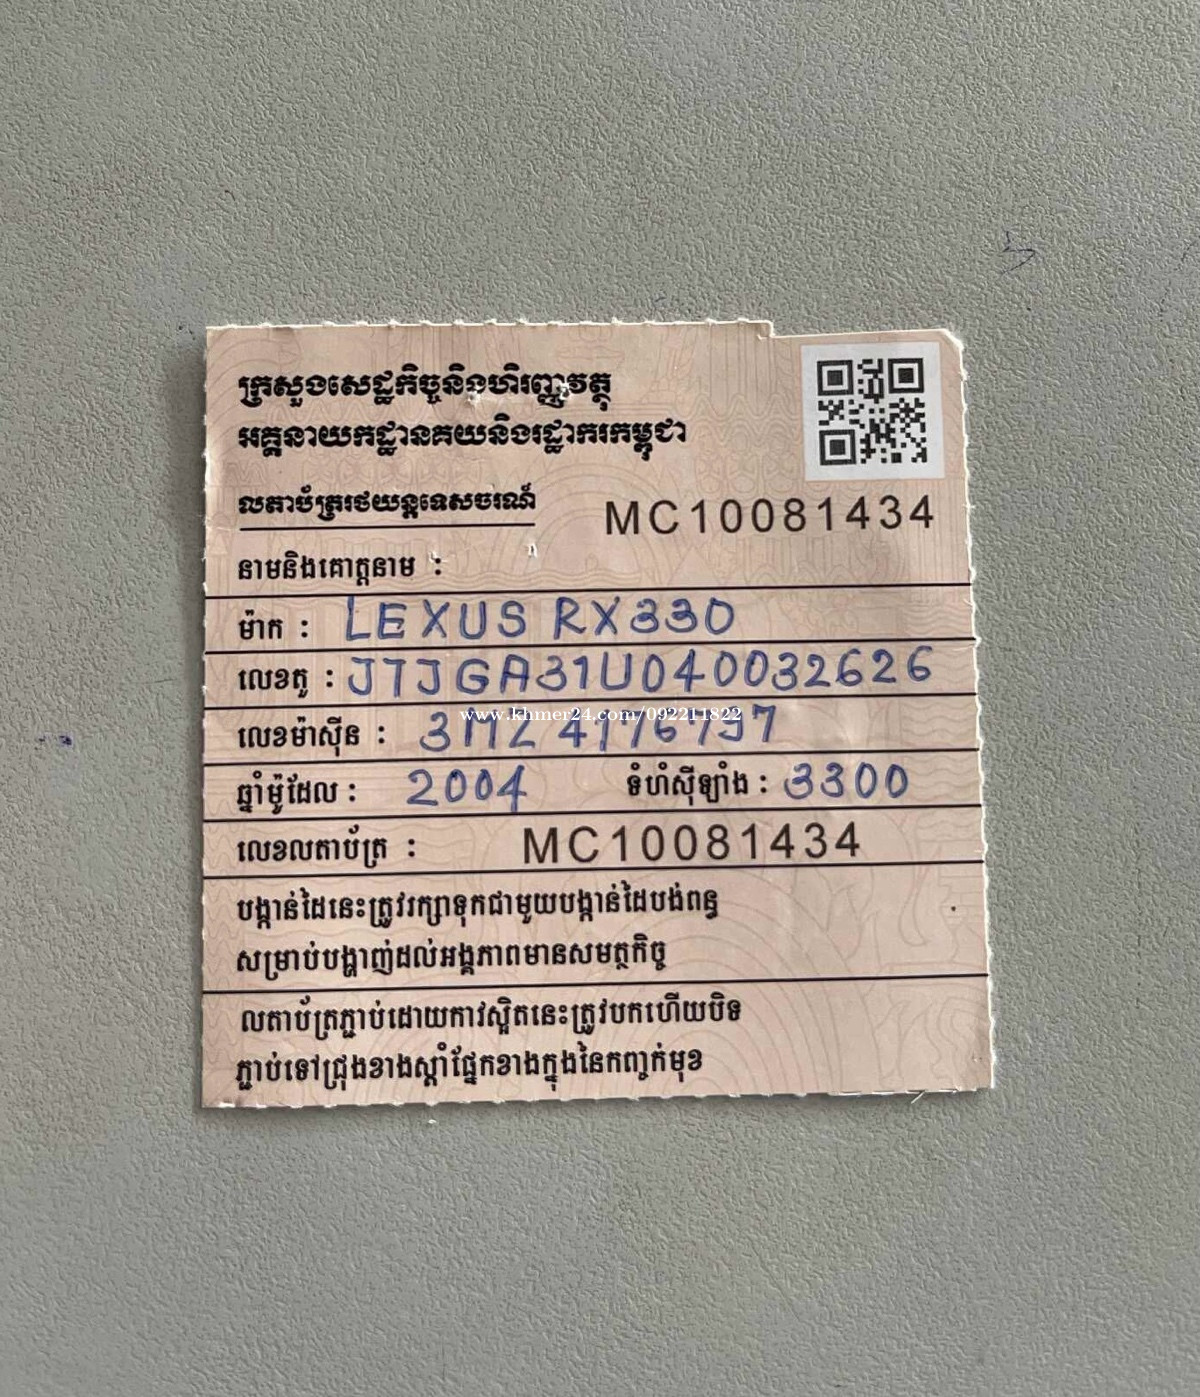 ក្រសួងសេដ្ឋកិច្ចនិងហិរញ្ញវត្ថុ
អគ្គនាយកដ្ឋានគយនិងរដ្ឋាករកម្ពុជា
លតាប័ត្ររថយន្តទេសចរណ៍
MC10081434
នាមនិងគោត្តនាម :
ម៉ាក : LEXUS RX330
លេខតួ : JTJGA31U040032626
www.khmer24.com/092211822
លេខម៉ាស៊ីន : 3MZ
ឆ្នាំម៉ូដែល : 2004 ទំហំស៊ីឡាំង : 3300
លេខលតាប័ត្រ : MC10081434
បង្កាន់ដៃនេះត្រូវរក្សាទុកជាមួយបង្កាន់ដៃបង់ពន្ធ
សម្រាប់បង្ហាញដល់អង្គភាពមានសមត្ថកិច្ច
លតាប័ត្រភ្ជាប់ដោយកាវស្អិតនេះត្រូវបកហើយបិទ
ភ្ជាប់ទៅជ្រុងខាងស្តាំផ្នែកខាងក្នុងនៃកញ្ចក់មុខ